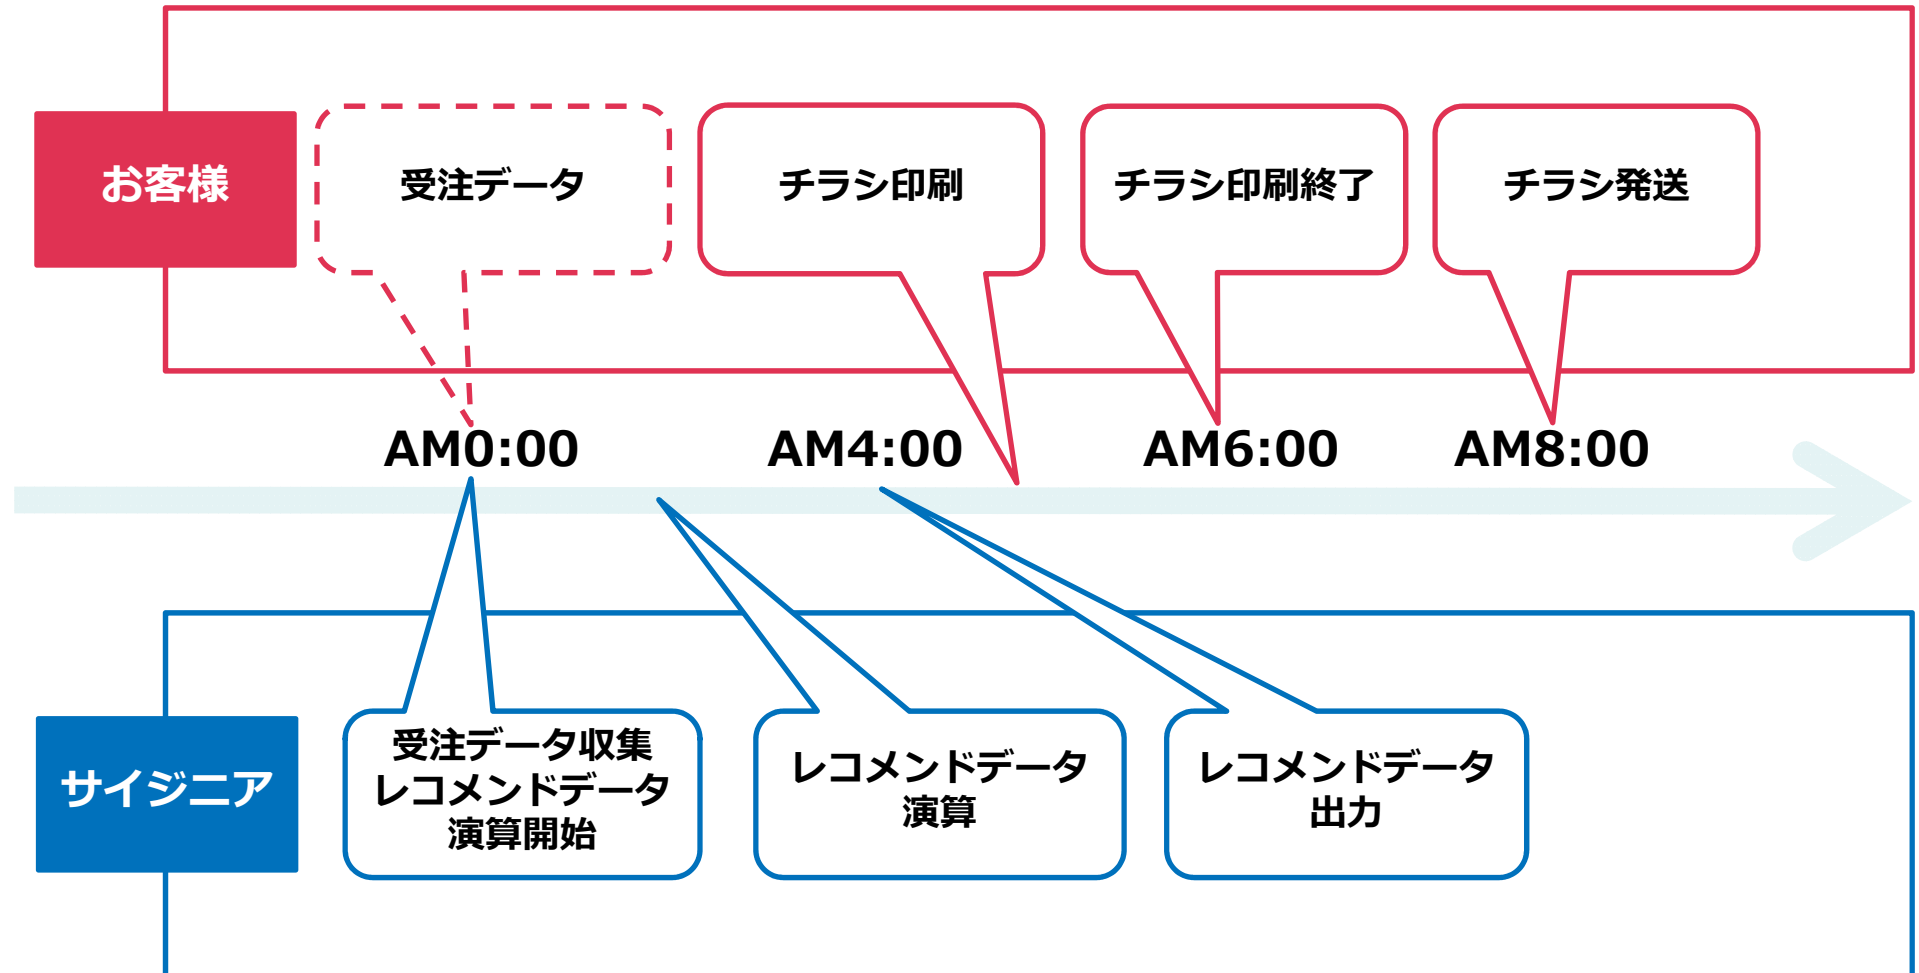 お客様
受注データ
チラシ印刷
チラシ印刷終了
チラシ発送
AM0:00
AM4:00
AM6:00
AM8:00
サイジニア
受注データ収集
レコメンドデータ
演算開始
レコメンドデータ
演算
レコメンドデータ
出力